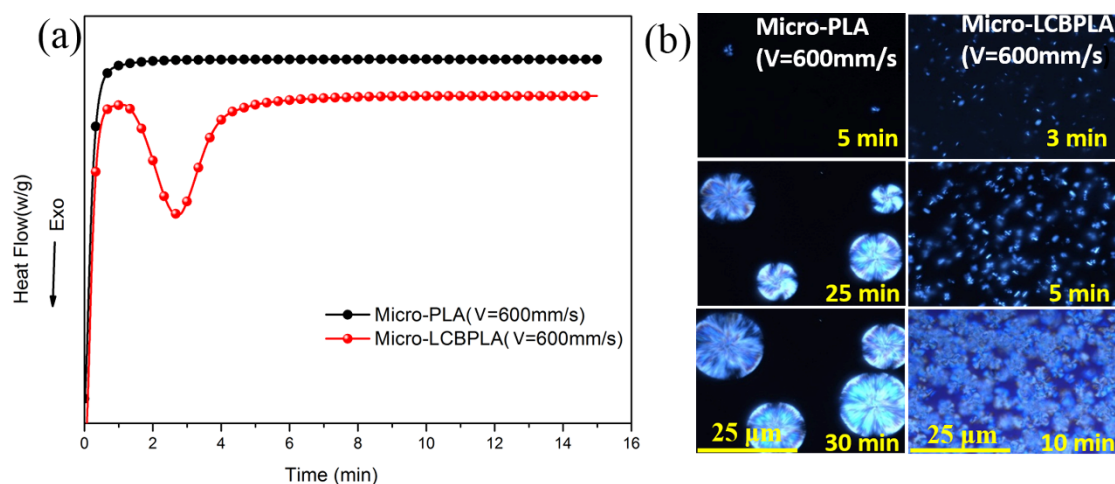 (a)
Heat Flow(w/g)
Exo
Micro-PLA(V=600mm/s)
Micro-LCBPLA(V=600mm/s)
0 2 4 6 8 10 12 14 16
Time (min)
(b)
Micro-PLA
(V=600mm/s
5 min
Micro-LCBPLA
(V=600mm/s
3 min
25 min
5 min
25 μm
30 min
25 μm
10 min